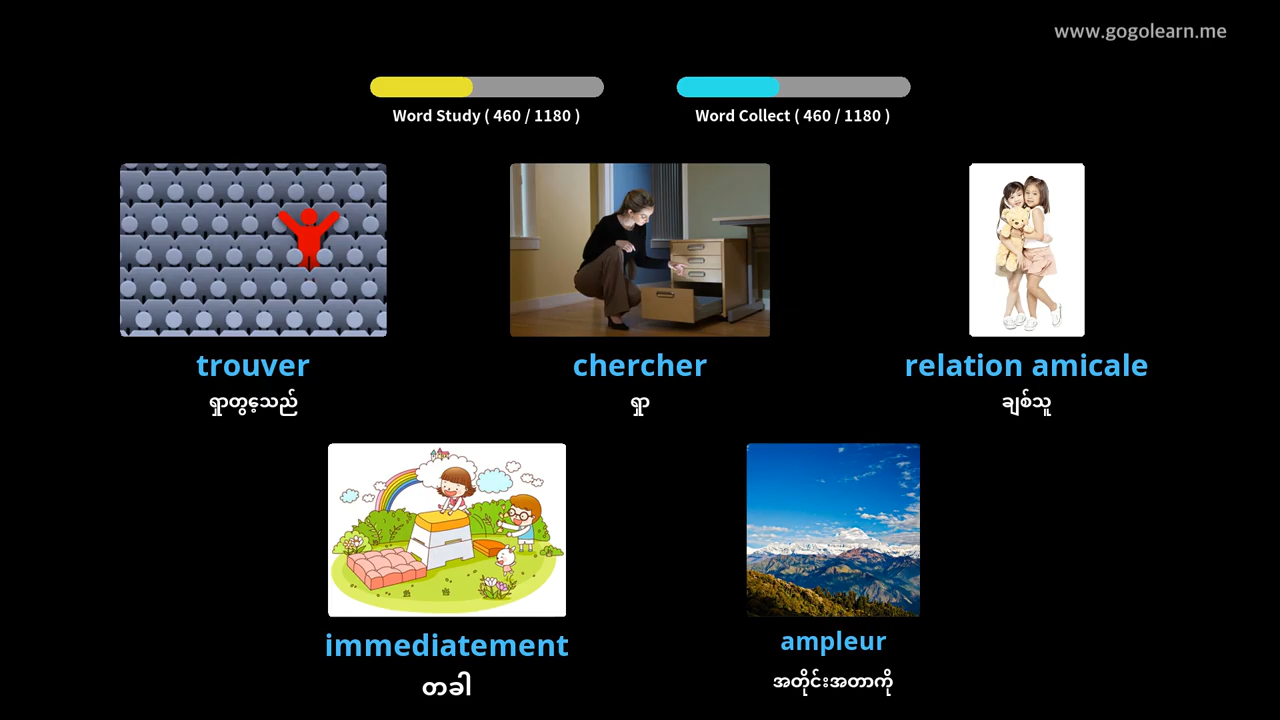 www.gogolearn.me
Word Study ( 460 / 1180 )
Word Collect ( 460 / 1180 )
trouver
chercher
relation amicale
ရှာတွေ့သည်
ရှာ
ချစ်သူ
immediatement
ampleur
တခါ
အတိုင်းအတာကို